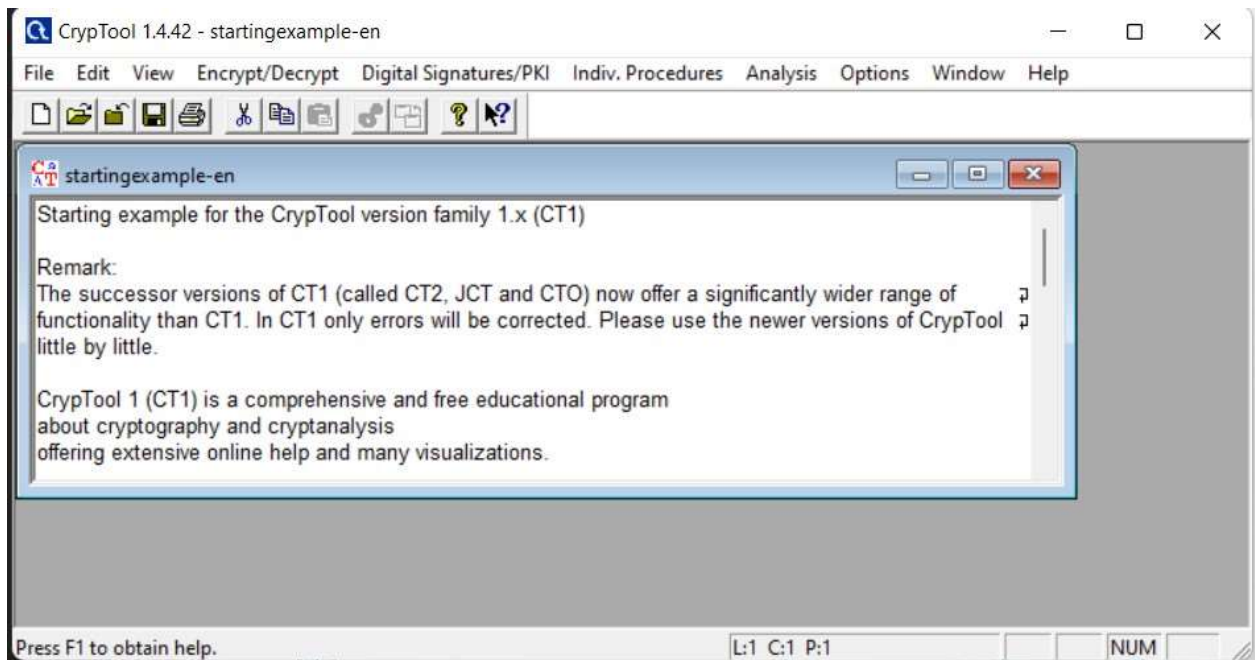 CrypTool 1.4.42 - startingexample-en
File Edit View Encrypt/Decrypt Digital Signatures/PKI Indiv. Procedures Analysis Options Window Help
startingexample-en
Starting example for the CrypTool version family 1.x (CT1)
Remark:
The successor versions of CT1 (called CT2, JCT and CTO) now offer a significantly wider range of
functionality than CT1. In CT1 only errors will be corrected. Please use the newer versions of CrypTool
little by little.
CrypTool 1 (CT1) is a comprehensive and free educational program
about cryptography and cryptanalysis
offering extensive online help and many visualizations.
Press F1 to obtain help. L:1 C:1 P:1 NUM